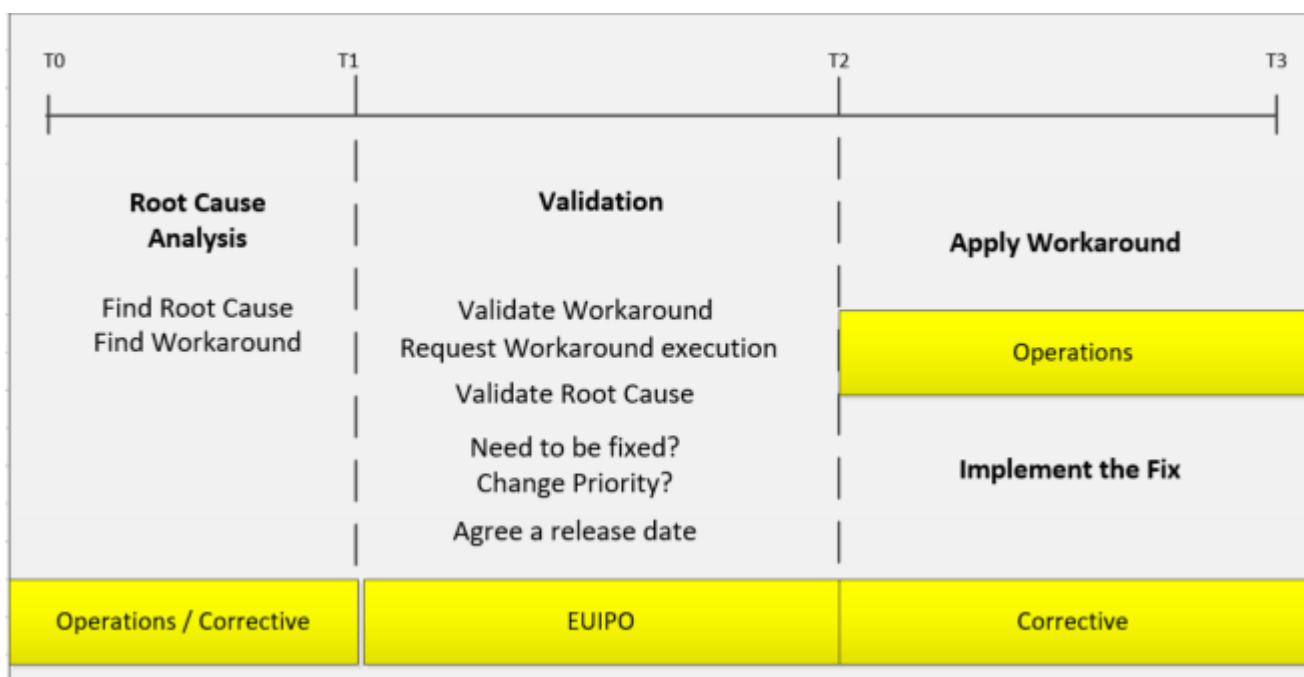 T0
T1
T2
T3
Root Cause
Analysis
Find Root Cause
Find Workaround
Operations / Corrective
Validation
Validate Workaround
Request Workaround execution
Validate Root Cause
Need to be fixed?
Change Priority?
Agree a release date
EUIPO
Apply Workaround
Operations
Implement the Fix
Corrective